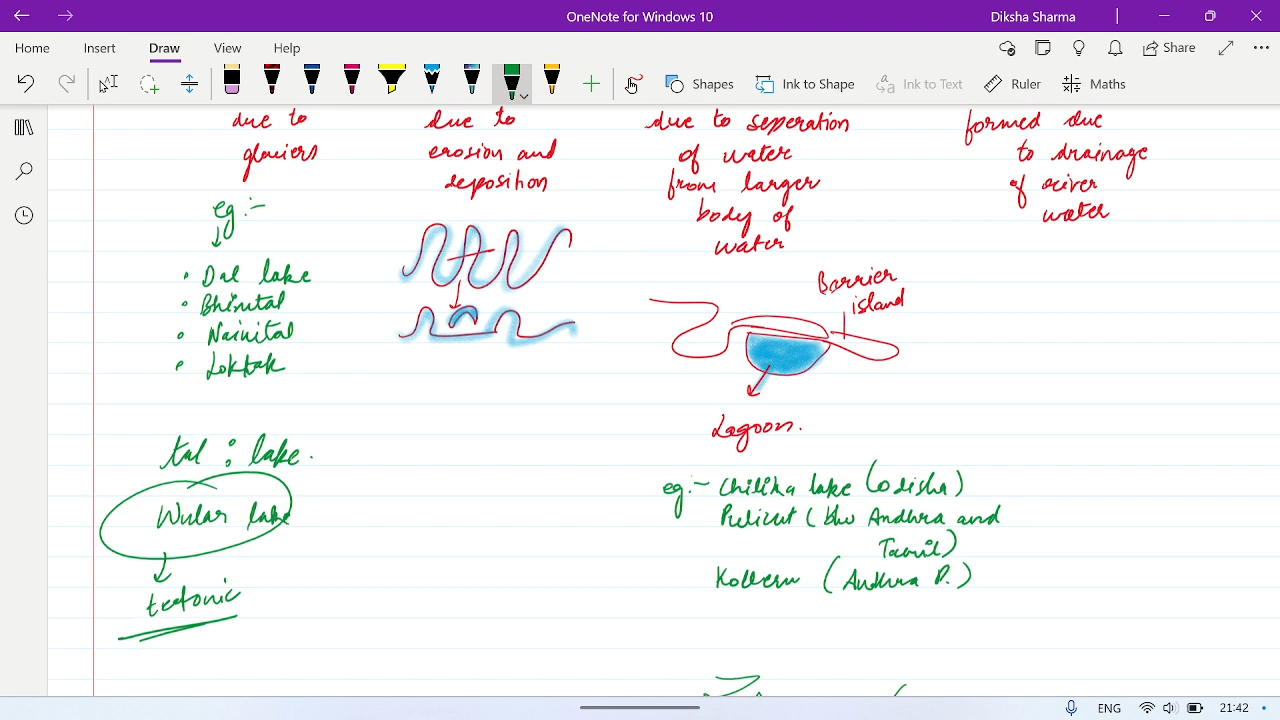 OneNote for Windows 10
Diksha Sharma
Home Insert Draw View Help
Share
Shapes
Ink to Shape
Ink to Text
Ruler
Maths
due to
glaciers
eg :-
• Dal lake
• Bhimtal
• Nainital
• Loktak
tal : lake.
Wular lake
tectonic
due to
erosion and
deposition
due to seperation
of water
from larger
body of
water
Barrier
island
Lagoon.
eg :- Chilika lake (Odisha)
Pulicut ( b/w Andhra and
Tamil)
Kolleru (Andhra P.)
formed due
to drainage
of river
water
ENG
21:42